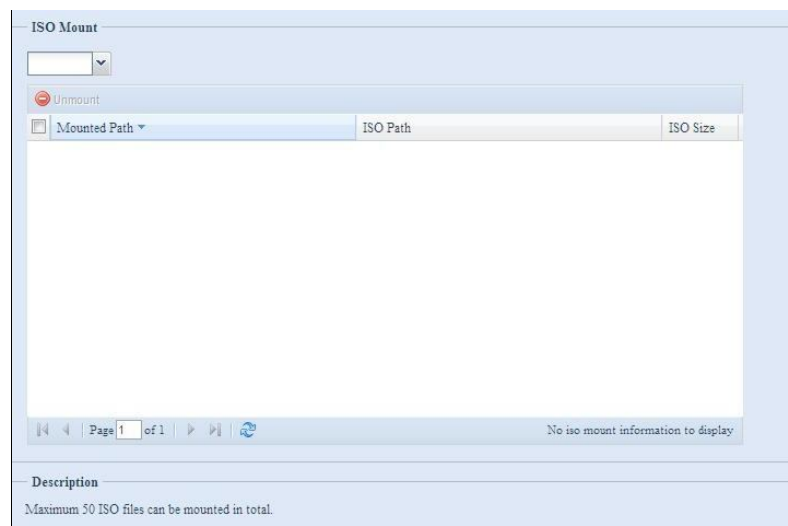 ISO Mount
Unmount
Mounted Path ISO Path ISO Size
Page 1 of 1 No iso mount information to display
Description
Maximum 50 ISO files can be mounted in total.